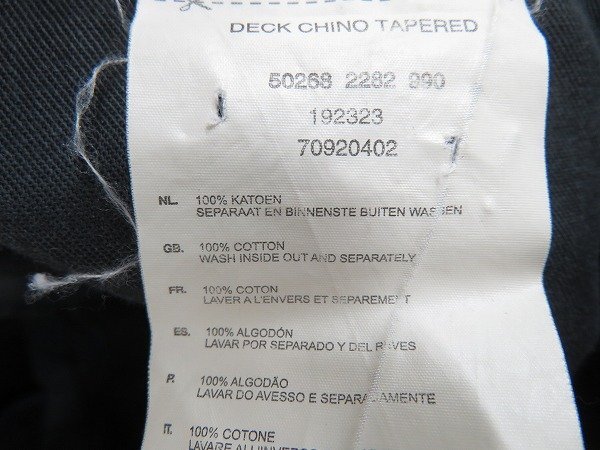 DECK CHINO TAPERED
50268 2282 990
192323
70920402
NL. 100% KATOEN
SEPARAAT EN BINNENSTE BUITEN WASSEN
GB. 100% COTTON
WASH INSIDE OUT AND SEPARATELY
FR. 100% COTON
LAVER A L'ENVERS ET SEPAREMENT
ES. 100% ALGODÓN
LAVAR POR SEPARADO Y DEL REVES
P. 100% ALGODÃO
LAVAR DO AVESSO E SEPARADAMENTE
IT. 100% COTONE